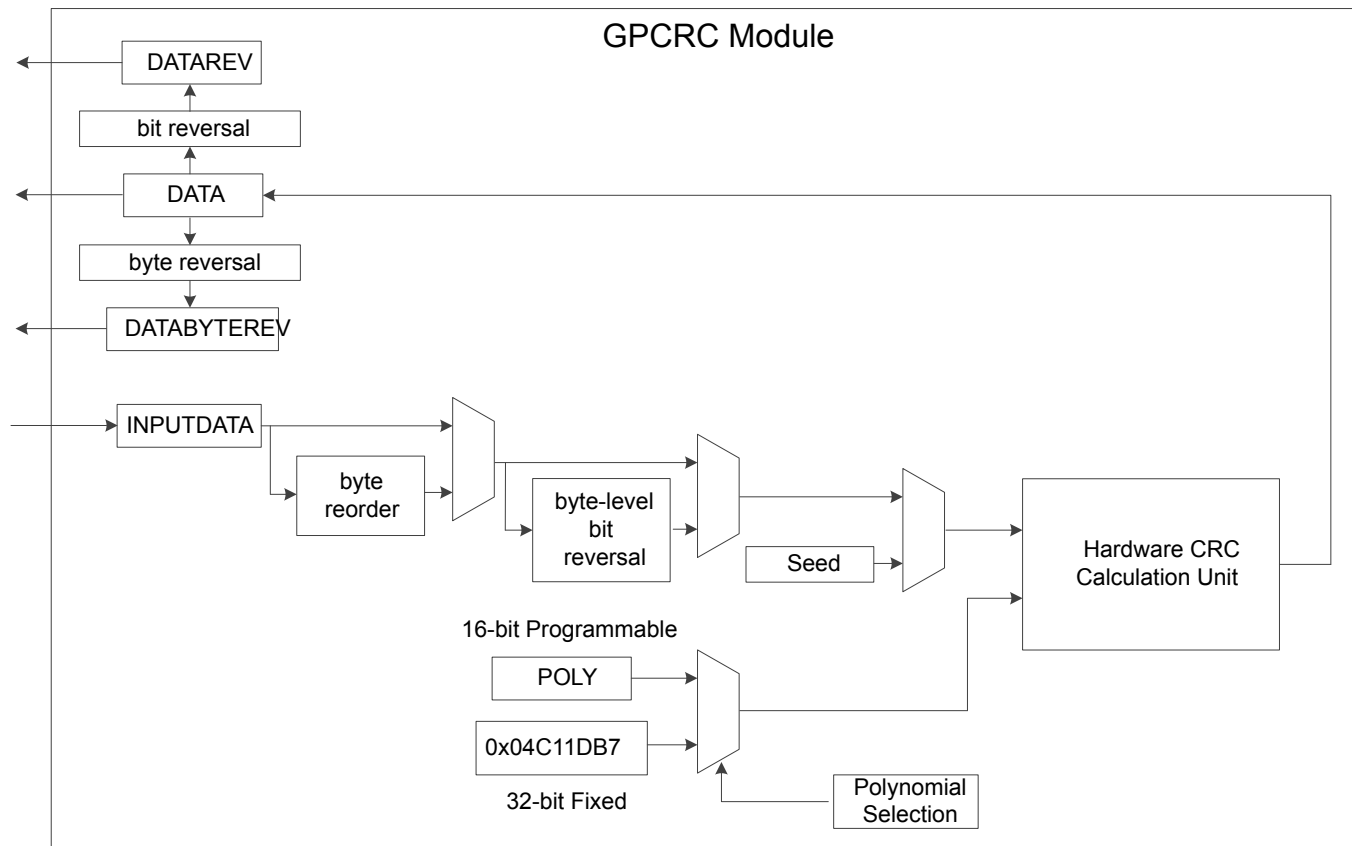 GPCRC Module
DATAREV
bit reversal
DATA
byte reversal
DATABYTEREV
INPUTDATA
byte
reorder
byte-level
bit
reversal
Seed
Hardware CRC
Calculation Unit
16-bit Programmable
POLY
0x04C11DB7
32-bit Fixed
Polynomial
Selection